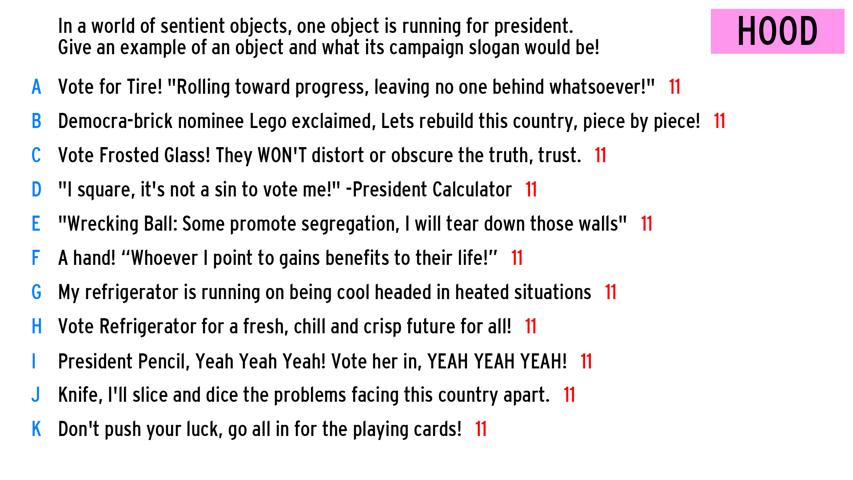 In a world of sentient objects, one object is running for president.
Give an example of an object and what its campaign slogan would be!
HOOD
A Vote for Tire! "Rolling toward progress, leaving no one behind whatsoever!" 11
B Democra-brick nominee Lego exclaimed, Lets rebuild this country, piece by piece! 11
C Vote Frosted Glass! They WON'T distort or obscure the truth, trust. 11
D "I square, it's not a sin to vote me!" -President Calculator 11
E "Wrecking Ball: Some promote segregation, I will tear down those walls" 11
F A hand! “Whoever I point to gains benefits to their life!” 11
G My refrigerator is running on being cool headed in heated situations 11
H Vote Refrigerator for a fresh, chill and crisp future for all! 11
I President Pencil, Yeah Yeah Yeah! Vote her in, YEAH YEAH YEAH! 11
J Knife, I'll slice and dice the problems facing this country apart. 11
K Don't push your luck, go all in for the playing cards! 11